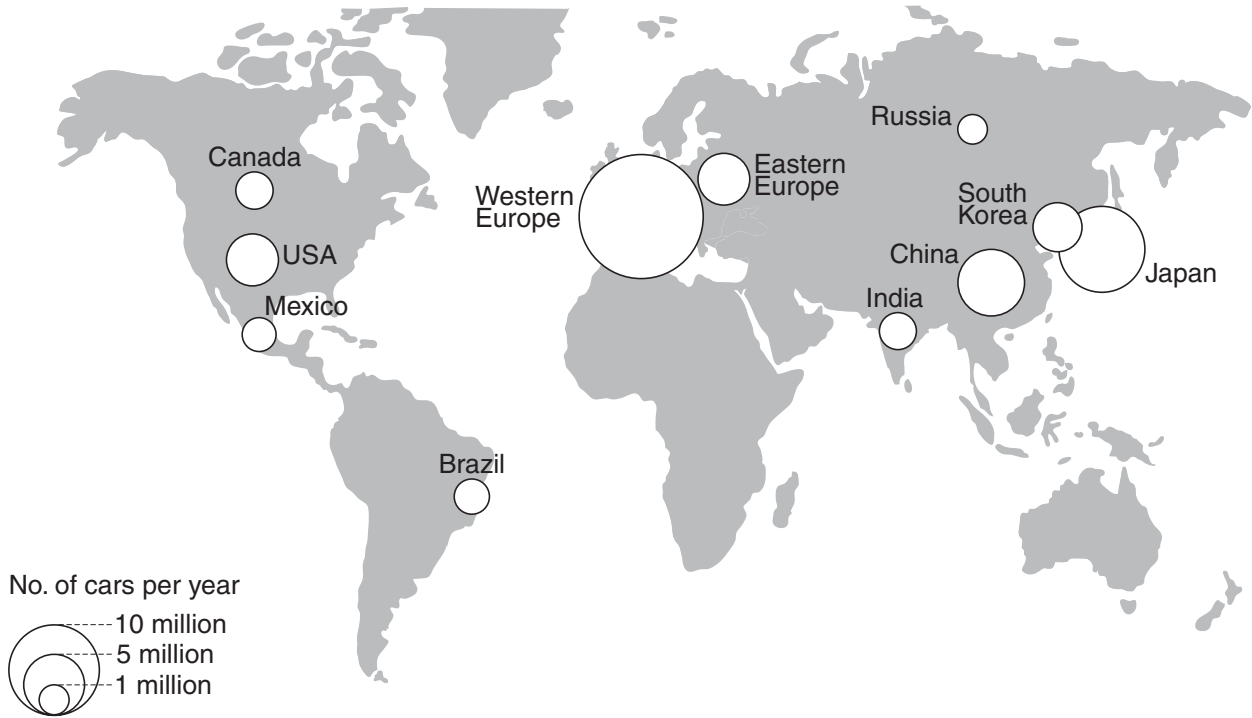 Russia
Canada
Eastern
Europe
Western
Europe
South
Korea
USA
China
Japan
Mexico
India
Brazil
No. of cars per year
10 million
5 million
1 million